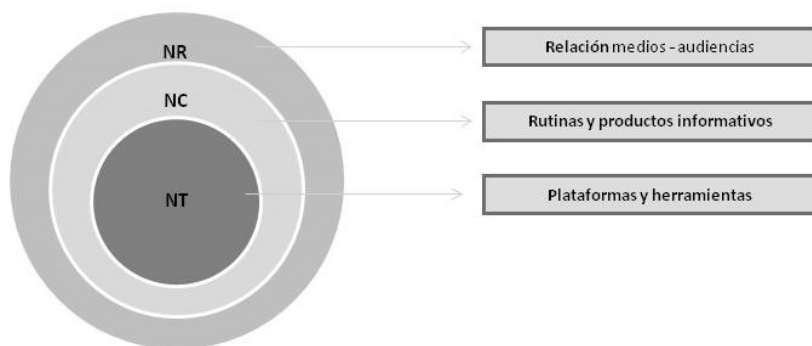 NR
Relación medios - audiencias
NC
Rutinas y productos informativos
NT
Plataformas y herramientas